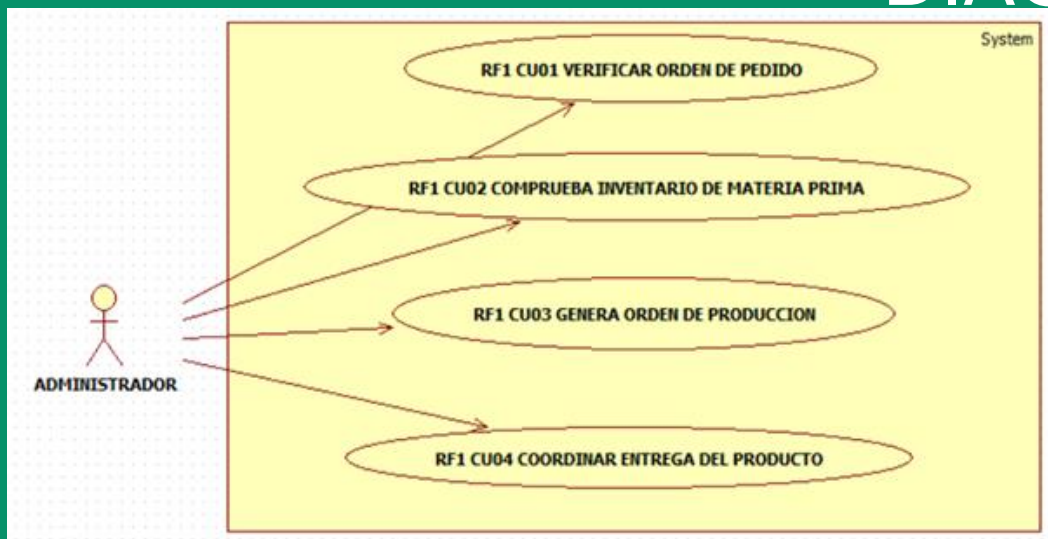 System
RF1 CU01 VERIFICAR ORDEN DE PEDIDO
RF1 CU02 COMPRUEBA INVENTARIO DE MATERIA PRIMA
RF1 CU03 GENERA ORDEN DE PRODUCCION
ADMINISTRADOR
RF1 CU04 COORDINAR ENTREGA DEL PRODUCTO